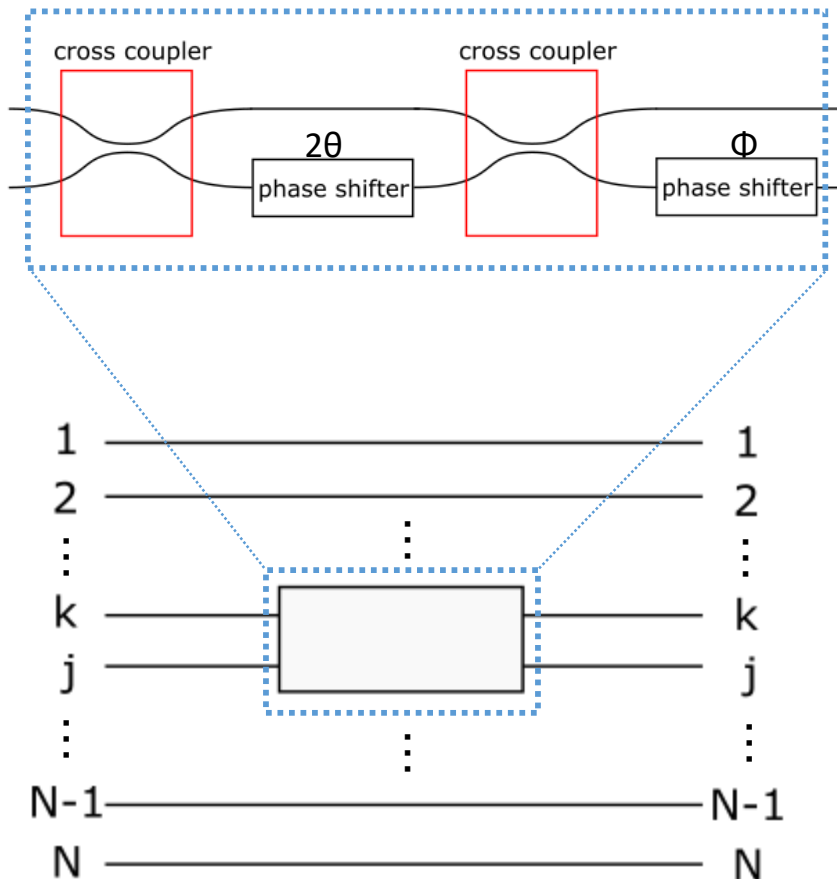 cross coupler cross coupler
2θ Φ
phase shifter phase shifter
1 1
2 2
⋮ ⋮ ⋮
k k
j j
⋮ ⋮ ⋮
N-1 N-1
N N